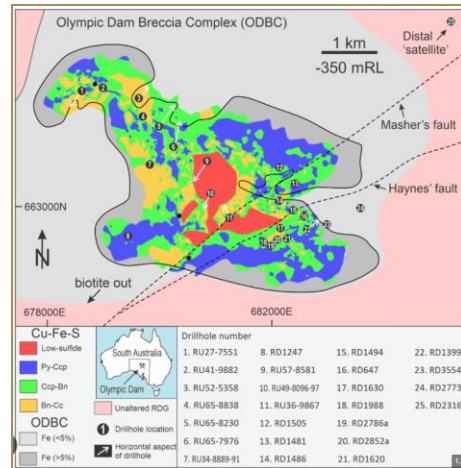 Olympic Dam Breccia Complex (ODBC)
Distal
'satellite'
1 km
-350 mRL
Masher's fault
Haynes' fault
663000N
N
biotite out
678000E
682000E
Cu-Fe-S
Low-sulfide
Py-Ccp
Ccp-Bn
Bn-Cc
ODBC
Fe (<5%)
Fe (>5%)
South
Australia
Olympic Dam
Unaltered RDG
Drillhole location
Horizontal aspect
of drillhole
Drillhole number
1. RU27-7551
2. RU41-9882
3. RU52-5358
4. RU65-8838
5. RU65-8230
6. RU65-7976
7. RU34-8889-91
8. RD1247
9. RU57-8581
10. RU49-8096-97
11. RU36-9867
12. RD1505
13. RD1481
14. RD1486
15. RD1494
16. RD647
17. RD1630
18. RD1988
19. RD2786a
20. RD2852a
21. RD1620
22. RD1399
23. RD3554
24. RD2773
25. RD2316